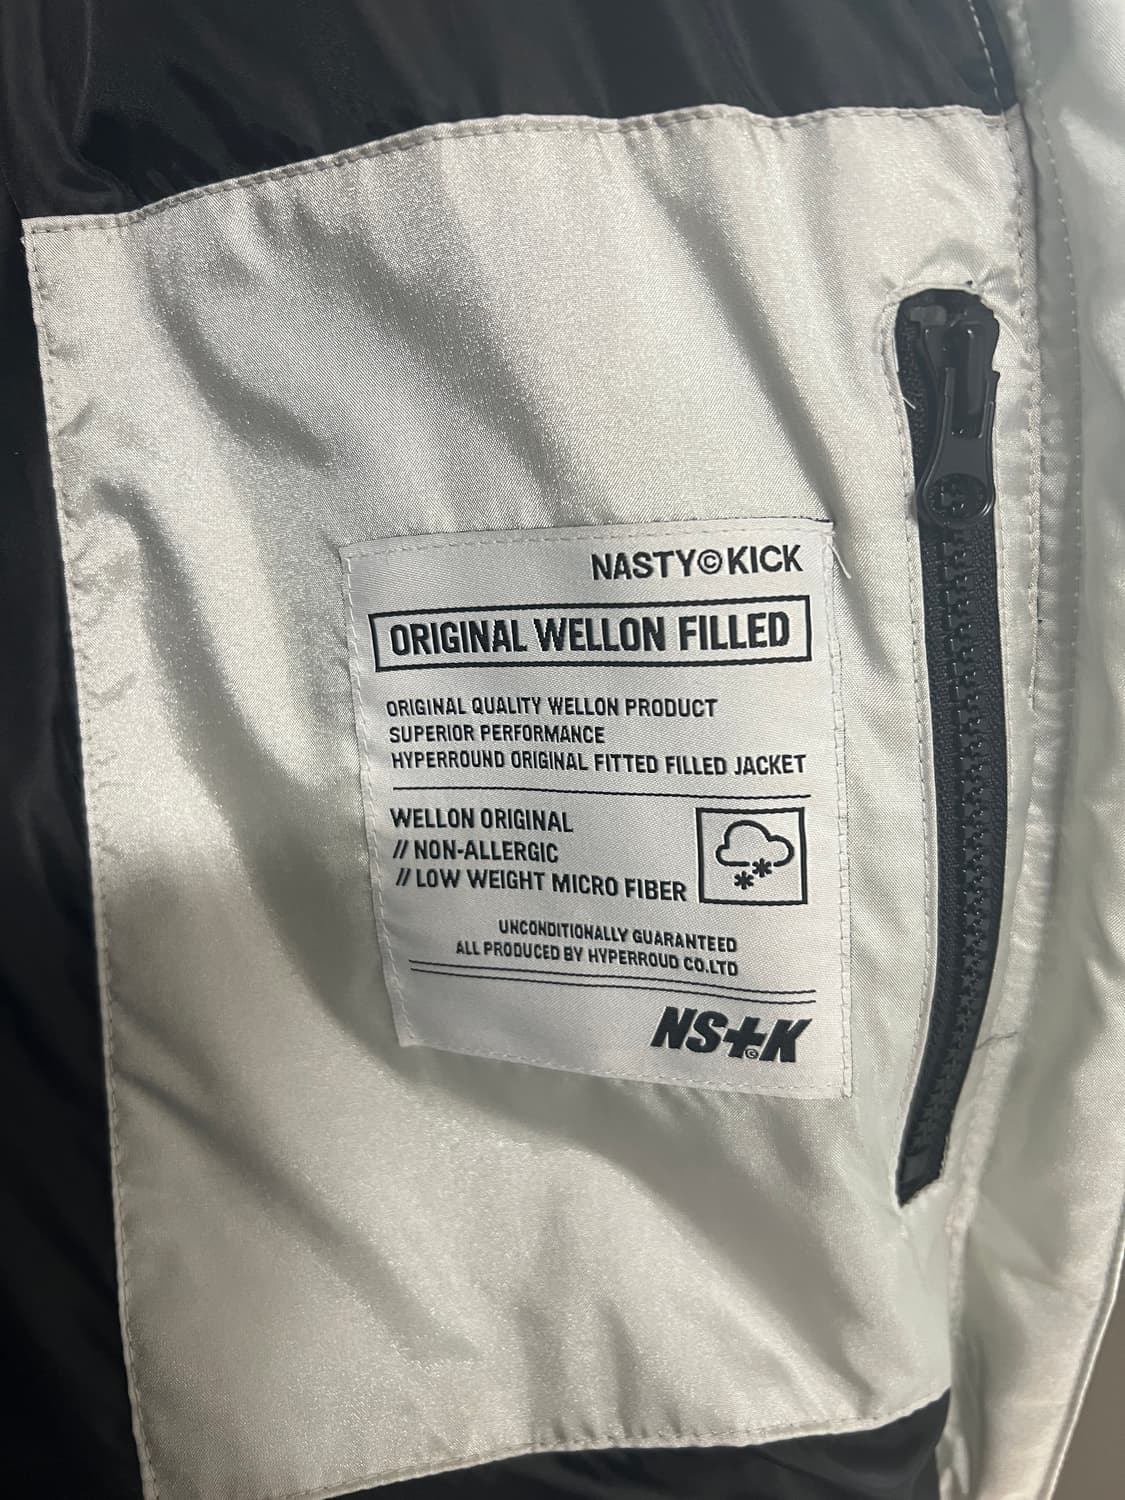 NASTY©KICK
ORIGINAL WELLON FILLED
ORIGINAL QUALITY WELLON PRODUCT
SUPERIOR PERFORMANCE
HYPERROUND ORIGINAL FITTED FILLED JACKET
WELLON ORIGINAL
// NON-ALLERGIC
// LOW WEIGHT MICRO FIBER
UNCONDITIONALLY GUARANTEED
ALL PRODUCED BY HYPERROUD CO.LTD
NS+K
©